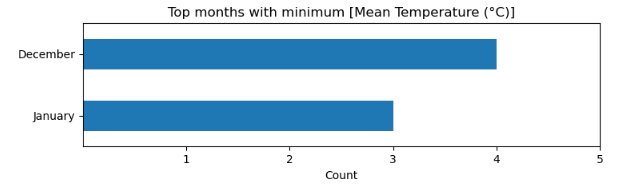 Top months with minimum [Mean Temperature (°C)]
December
January
1 2 3 4 5
Count